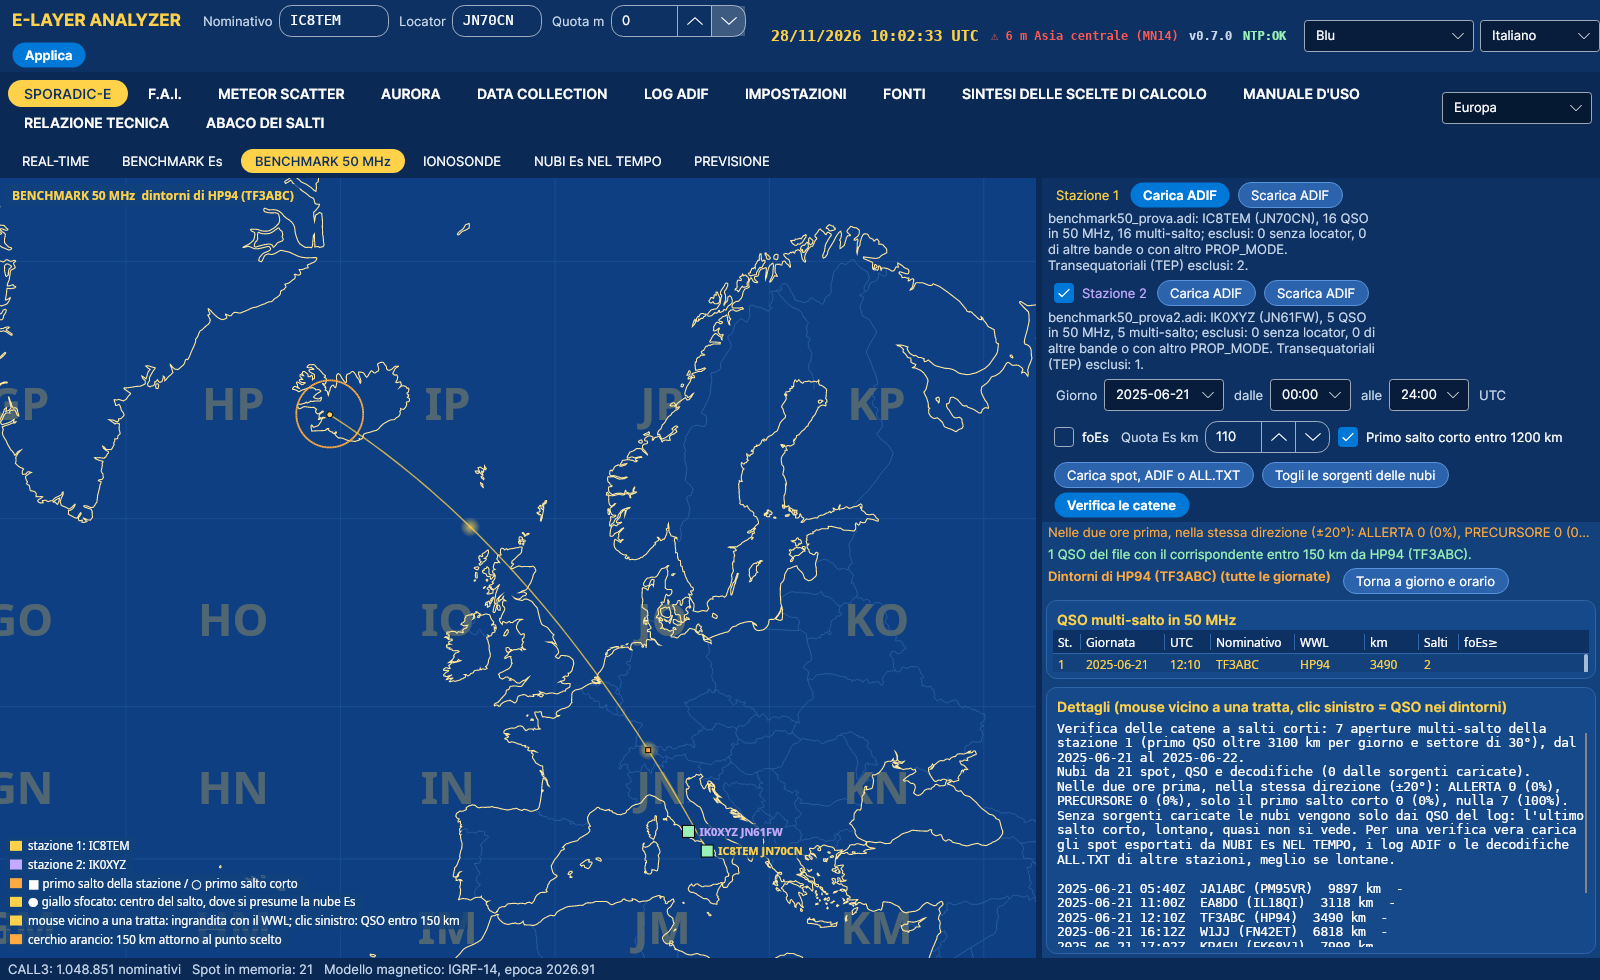 E-LAYER ANALYZER
Nominativo IC8TEM Locator JN70CN Quota m 0
Applica
28/11/2026 10:02:33 UTC ⚠ 6 m Asia centrale (MN14) v0.7.0 NTP:OK
Blu
Italiano
SPORADIC-E F.A.I. METEOR SCATTER AURORA DATA COLLECTION LOG ADIF IMPOSTAZIONI FONTI SINTESI DELLE SCELTE DI CALCOLO MANUALE D'USO
RELAZIONE TECNICA ABACO DEI SALTI
Europa
REAL-TIME BENCHMARK Es BENCHMARK 50 MHz IONOSONDE NUBI Es NEL TEMPO PREVISIONE
BENCHMARK 50 MHz dintorni di HP94 (TF3ABC)
GP HP IP JP KP
GO HO IO JO KO
GN HN IN JN KN
IM JM KM
IK0XYZ JN61FW
IC8TEM JN70CN
stazione 1: IC8TEM
stazione 2: IK0XYZ
■ primo salto della stazione / ○ primo salto corto
● giallo sfocato: centro del salto, dove si presume la nube Es
mouse vicino a una tratta: ingrandita con il WWL; clic sinistro: QSO entro 150 km
cerchio arancio: 150 km attorno al punto scelto
Stazione 1 Carica ADIF Scarica ADIF
benchmark50_prova.adi: IC8TEM (JN70CN), 16 QSO
in 50 MHz, 16 multi-salto; esclusi: 0 senza locator, 0
di altre bande o con altro PROP_MODE.
Transequatoriali (TEP) esclusi: 2.
Stazione 2 Carica ADIF Scarica ADIF
benchmark50_prova2.adi: IK0XYZ (JN61FW), 5 QSO
in 50 MHz, 5 multi-salto; esclusi: 0 senza locator, 0 di
altre bande o con altro PROP_MODE. Transequatoriali
(TEP) esclusi: 1.
Giorno 2025-06-21 dalle 00:00 alle 24:00 UTC
foEs Quota Es km 110 Primo salto corto entro 1200 km
Carica spot, ADIF o ALL.TXT Togli le sorgenti delle nubi
Verifica le catene
Nelle due ore prima, nella stessa direzione (±20°): ALLERTA 0 (0%), PRECURSORE 0 (0...
1 QSO del file con il corrispondente entro 150 km da HP94 (TF3ABC).
Dintorni di HP94 (TF3ABC) (tutte le giornate) Torna a giorno e orario
QSO multi-salto in 50 MHz
St. Giornata UTC Nominativo WWL km Salti foEs≥
1 2025-06-21 12:10 TF3ABC HP94 3490 2
Dettagli (mouse vicino a una tratta, clic sinistro = QSO nei dintorni)
Verifica delle catene a salti corti: 7 aperture multi-salto della
stazione 1 (primo QSO oltre 3100 km per giorno e settore di 30°), dal
2025-06-21 al 2025-06-22.
Nubi da 21 spot, QSO e decodifiche (0 dalle sorgenti caricate).
Nelle due ore prima, nella stessa direzione (±20°): ALLERTA 0 (0%),
PRECURSORE 0 (0%), solo il primo salto corto 0 (0%), nulla 7 (100%).
Senza sorgenti caricate le nubi vengono solo dai QSO del log: l'ultimo
salto corto, lontano, quasi non si vede. Per una verifica vera carica
gli spot esportati da NUBI Es NEL TEMPO, i log ADIF o le decodifiche
ALL.TXT di altre stazioni, meglio se lontane.
2025-06-21 05:40Z JA1ABC (PM95VR) 9897 km -
2025-06-21 11:00Z EA8DO (IL18QI) 3118 km -
2025-06-21 12:10Z TF3ABC (HP94) 3490 km -
2025-06-21 16:12Z W1JJ (FN42ET) 6818 km -
2025-06-21 17:02Z KP4EU (FK68VJ) 7908 km
CALL3: 1.048.851 nominativi Spot in memoria: 21 Modello magnetico: IGRF-14, epoca 2026.91